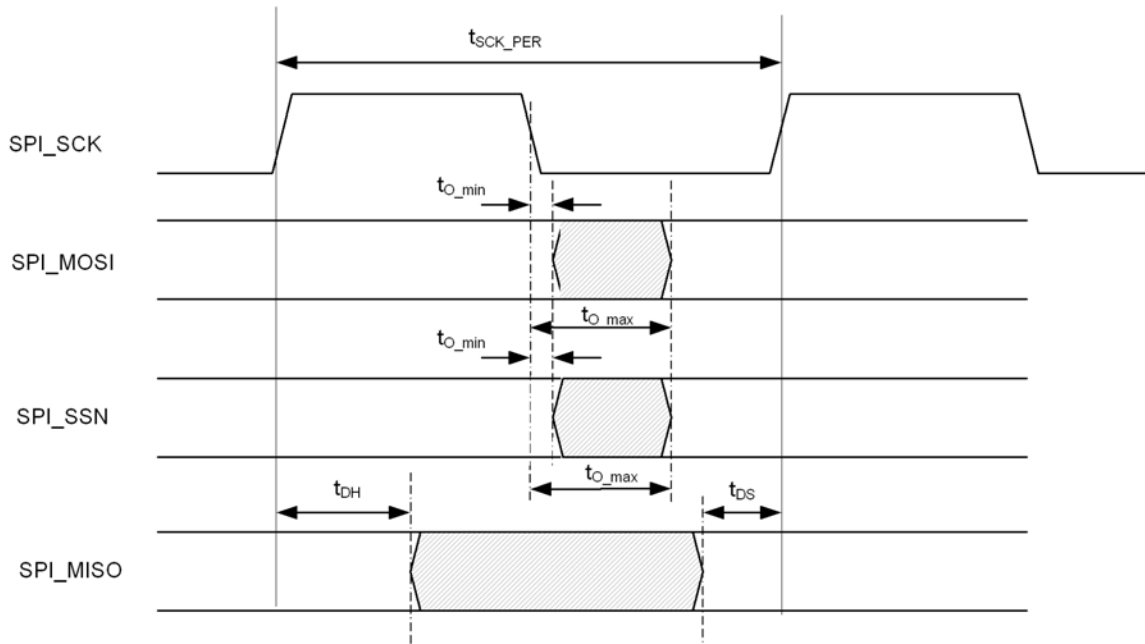 tSCK_PER
SPI_SCK
tO_min
SPI_MOSI
tO_max
tO_min
SPI_SSN
tO_max
tDH
tDS
SPI_MISO